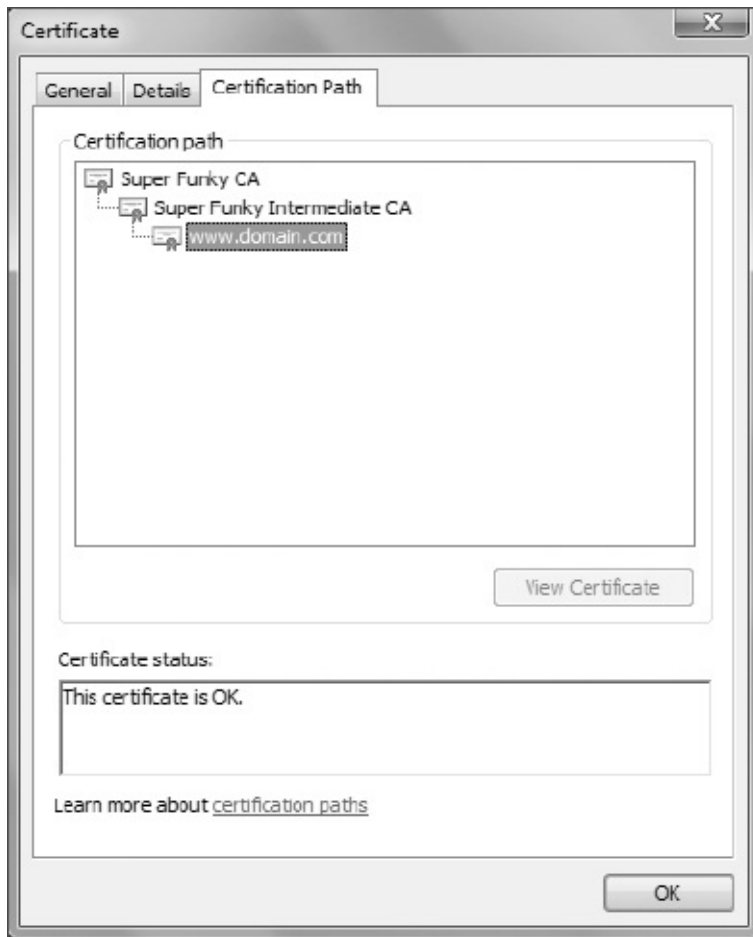 Certificate
General Details Certification Path
Certification path
Super Funky CA
Super Funky Intermediate CA
www.domain.com
View Certificate
Certificate status:
This certificate is OK.
Learn more about certification paths
OK